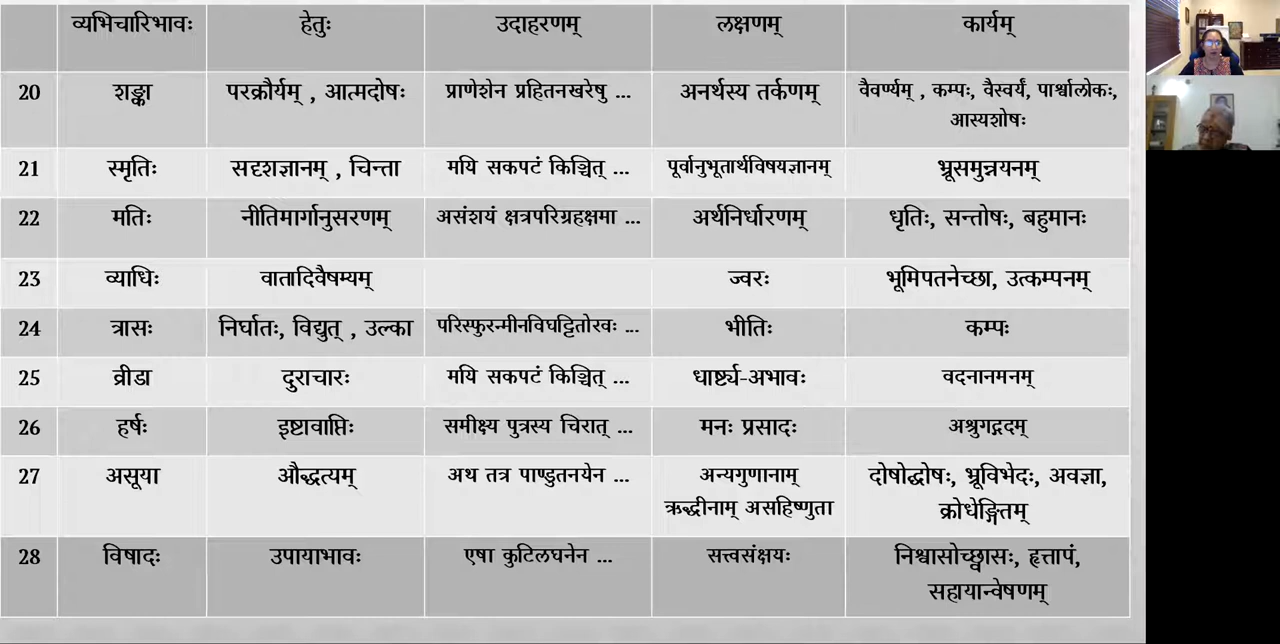 व्यभिचारिभावः हेतुः उदाहरणम् लक्षणम् कार्यम्
20 शङ्का परक्रौर्यम् , आत्मदोषः प्राणेशेन प्रहितनखरेषु ... अनर्थस्य तर्कणम् वैवर्ण्यम् , कम्पः, वैस्वर्यं, पार्श्वालोकः,
आस्यशोषः
21 स्मृतिः सदृशज्ञानम् , चिन्ता मयि सकपटं किञ्चित् ... पूर्वानुभूतार्थविषयज्ञानम् भ्रूसमुन्नयनम्
22 मतिः नीतिमार्गानुसरणम् असंशयं क्षत्रपरिग्रहक्षमा ... अर्थनिर्धारणम् धृतिः, सन्तोषः, बहुमानः
23 व्याधिः वातादिवैषम्यम् ज्वरः भूमिपतनेच्छा, उत्कम्पनम्
24 त्रासः निर्घातः, विद्युत् , उल्का परिस्फुरन्मीनविघट्टितोरवः ... भीतिः कम्पः
25 व्रीडा दुराचारः मयि सकपटं किञ्चित् ... धार्ष्ट्य-अभावः वदनानमनम्
26 हर्षः इष्टावाप्तिः समीक्ष्य पुत्रस्य चिरात् ... मनः प्रसादः अश्रुगद्गदम्
27 असूया औद्धत्यम् अथ तत्र पाण्डुतनयेन ... अन्यगुणानाम् दोषोद्घोषः, भ्रूविभेदः, अवज्ञा,
ऋद्धीनाम् असहिष्णुता क्रोधेङ्गितम्
28 विषादः उपायाभावः एषा कुटिलघनेन ... सत्त्वसंक्षयः निश्वासोच्छ्वासः, हृत्तापं,
सहायान्वेषणम्